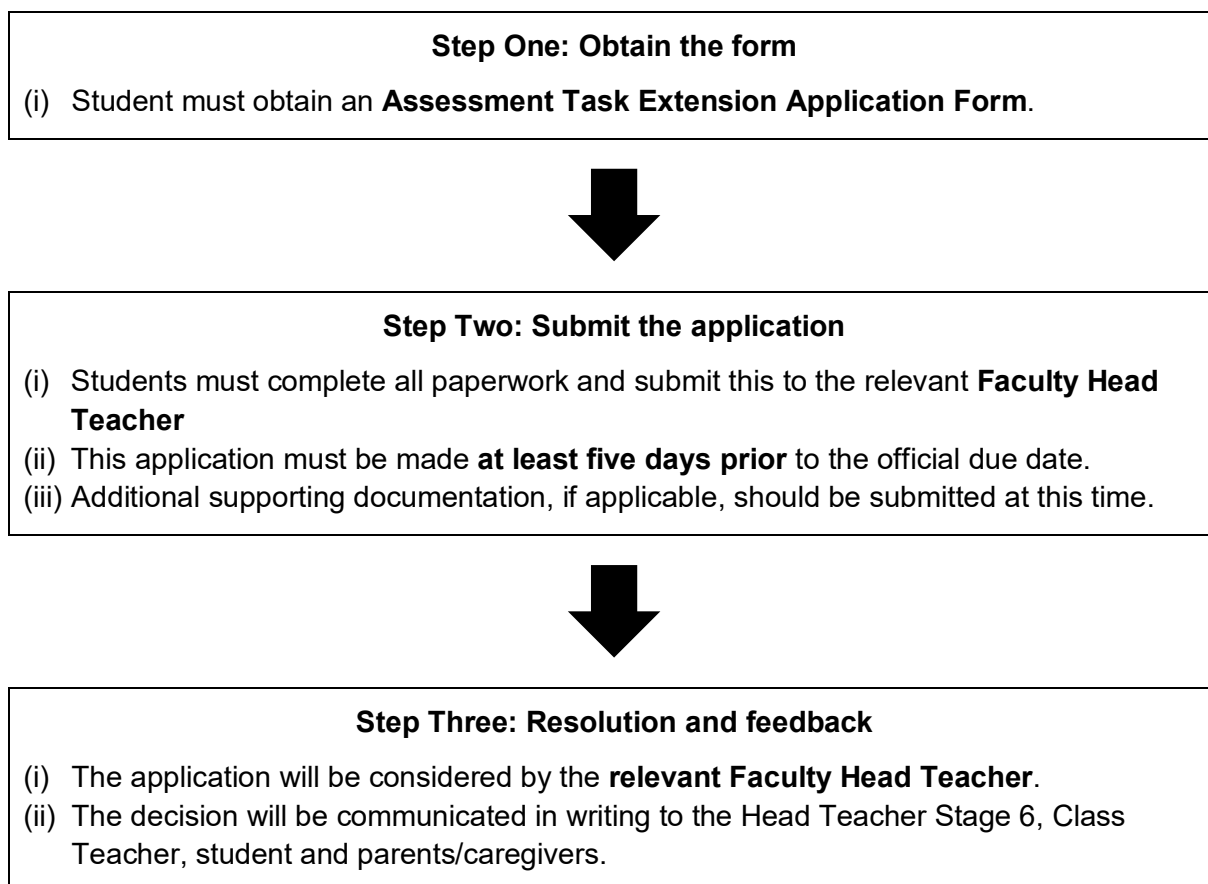 Step One: Obtain the form
(i) Student must obtain an Assessment Task Extension Application Form.
Step Two: Submit the application
(i) Students must complete all paperwork and submit this to the relevant Faculty Head
Teacher
(ii) This application must be made at least five days prior to the official due date.
(iii) Additional supporting documentation, if applicable, should be submitted at this time.
Step Three: Resolution and feedback
(i) The application will be considered by the relevant Faculty Head Teacher.
(ii) The decision will be communicated in writing to the Head Teacher Stage 6, Class
Teacher, student and parents/caregivers.